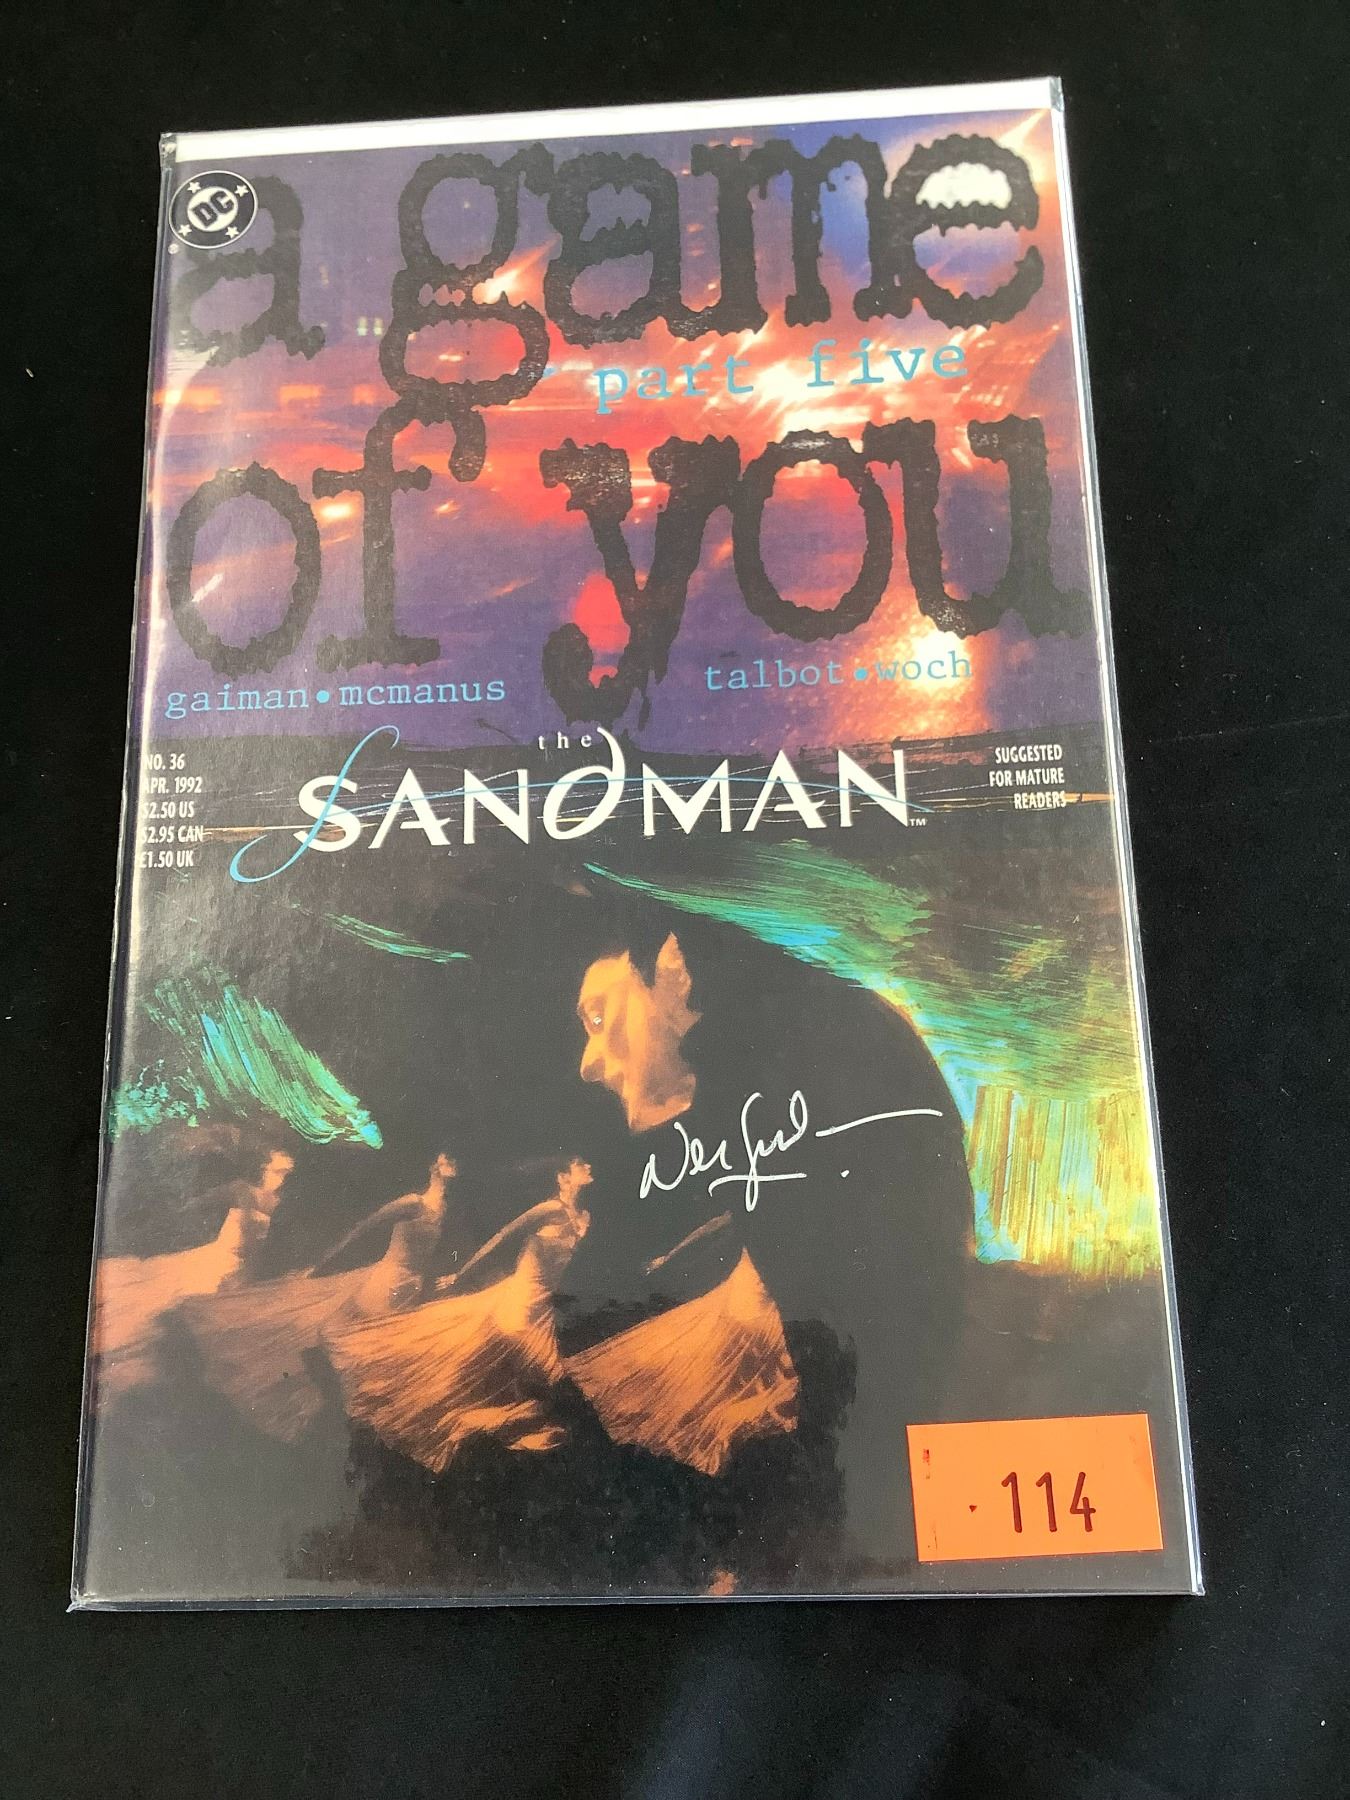 a game
DC
®
part five
of you
gaiman • mcmanus
talbot • woch
NO. 36
APR. 1992
$2.50 US
$2.95 CAN
£1.50 UK
the
SANDMAN
™
SUGGESTED
FOR MATURE
READERS
114